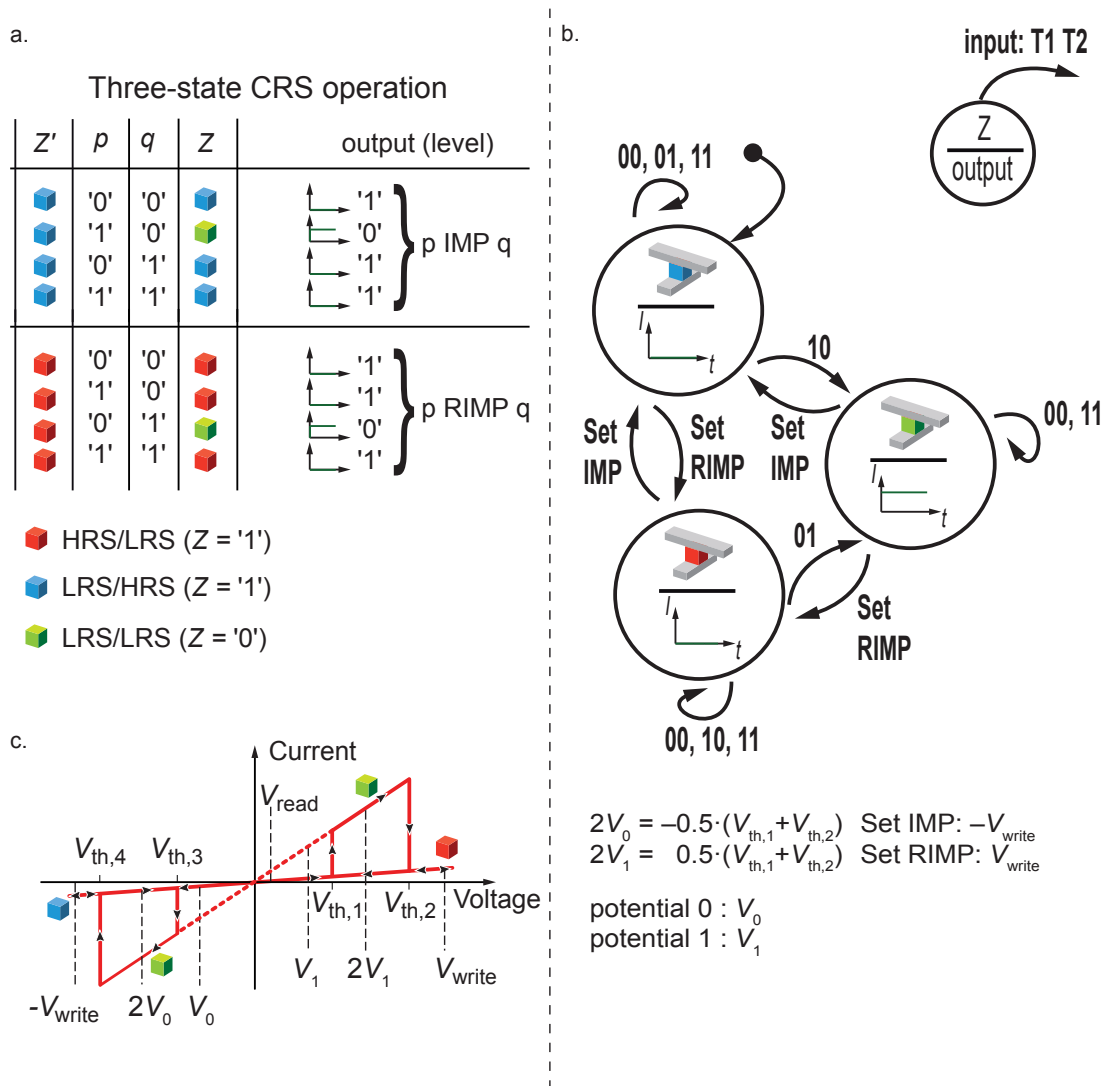 a.
Three-state CRS operation
Z' p q Z output (level)
'0' '0' '1'
'1' '0' '0'
'0' '1' '1'
'1' '1' '1'
p IMP q
'0' '0' '1'
'1' '0' '1'
'0' '1' '0'
'1' '1' '1'
p RIMP q
HRS/LRS (Z = '1')
LRS/HRS (Z = '1')
LRS/LRS (Z = '0')
b.
input: T1 T2
Z
output
00, 01, 11
I
t
10
Set
IMP
Set
RIMP
Set
IMP
I
t
00, 11
01
I
t
Set
RIMP
00, 10, 11
2V0 = –0.5·(Vth,1+Vth,2) Set IMP: –Vwrite
2V1 = 0.5·(Vth,1+Vth,2) Set RIMP: Vwrite
potential 0 : V0
potential 1 : V1
c.
Current
Vread
Vth,4 Vth,3
Vth,1 Vth,2 Voltage
V1 2V1 Vwrite
-Vwrite 2V0 V0